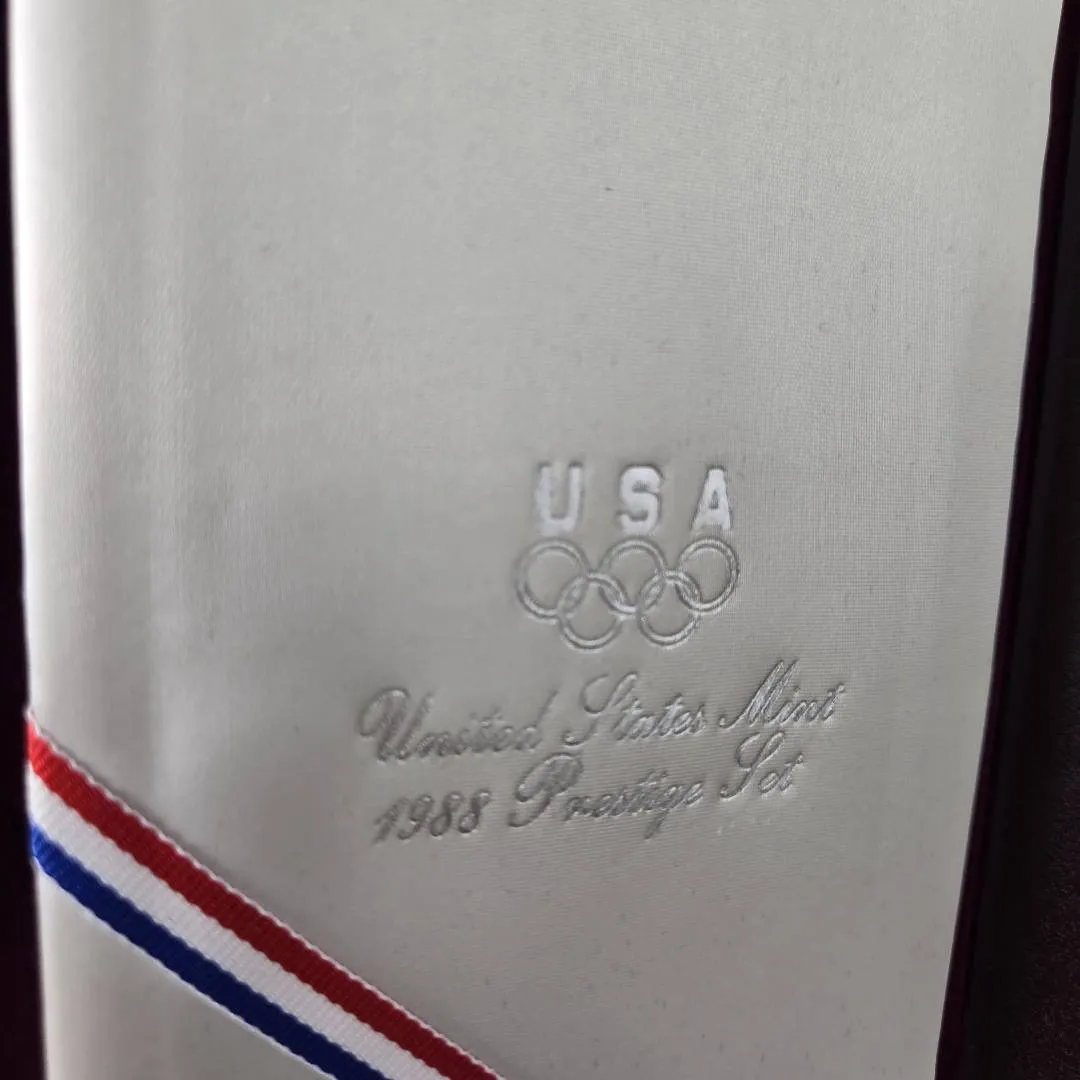 USA
United States Mint
1988 Prestige Set